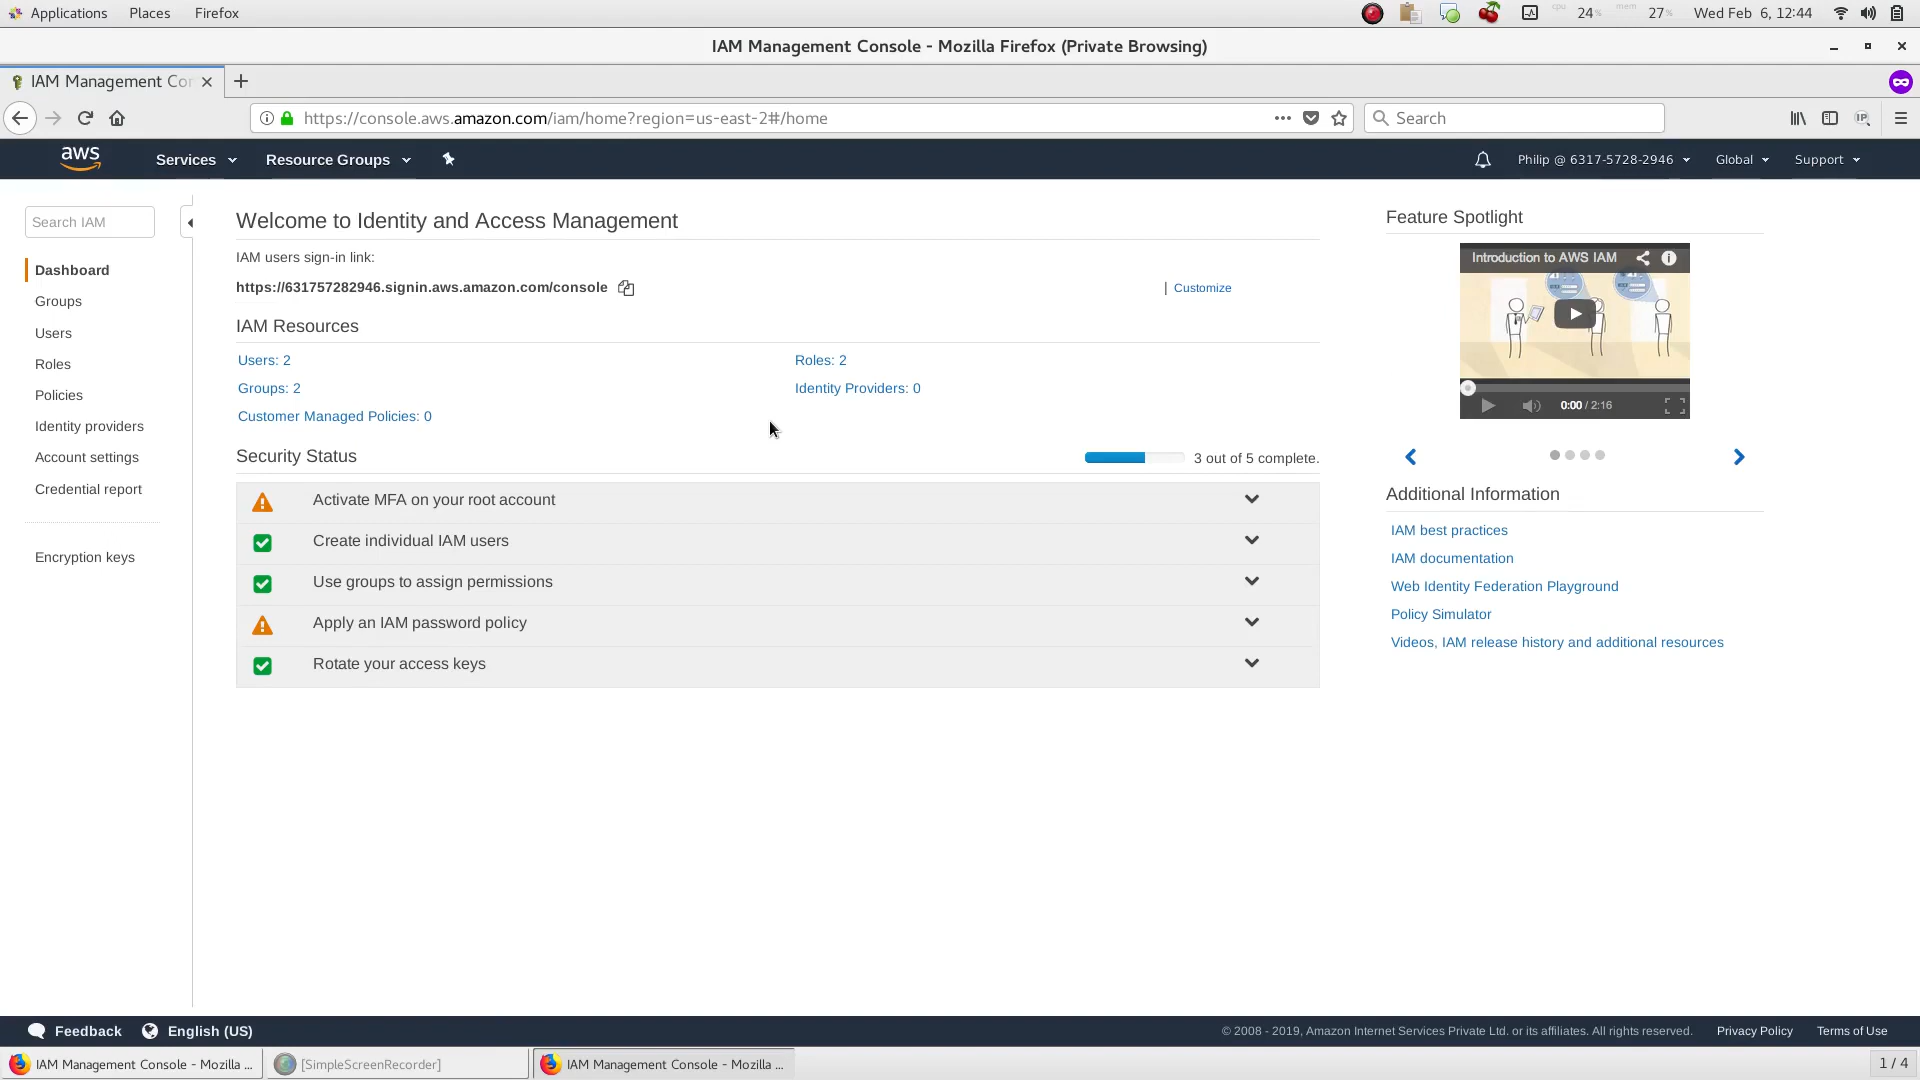 Applications Places Firefox
cpu 24% mem 27% Wed Feb 6, 12:44
IAM Management Console - Mozilla Firefox (Private Browsing)
IAM Management Con
https://console.aws.amazon.com/iam/home?region=us-east-2#/home
Search
IP
aws Services Resource Groups
Philip @ 6317-5728-2946 Global Support
Search IAM
Dashboard
Groups
Users
Roles
Policies
Identity providers
Account settings
Credential report
Encryption keys
Welcome to Identity and Access Management
IAM users sign-in link:
https://631757282946.signin.aws.amazon.com/console
| Customize
IAM Resources
Users: 2
Roles: 2
Groups: 2
Identity Providers: 0
Customer Managed Policies: 0
Security Status
3 out of 5 complete.
Activate MFA on your root account
Create individual IAM users
Use groups to assign permissions
Apply an IAM password policy
Rotate your access keys
Feature Spotlight
Introduction to AWS IAM
0:00 / 2:16
Additional Information
IAM best practices
IAM documentation
Web Identity Federation Playground
Policy Simulator
Videos, IAM release history and additional resources
Feedback English (US)
© 2008 - 2019, Amazon Internet Services Private Ltd. or its affiliates. All rights reserved. Privacy Policy Terms of Use
IAM Management Console - Mozilla ...
[SimpleScreenRecorder]
IAM Management Console - Mozilla ...
1 / 4